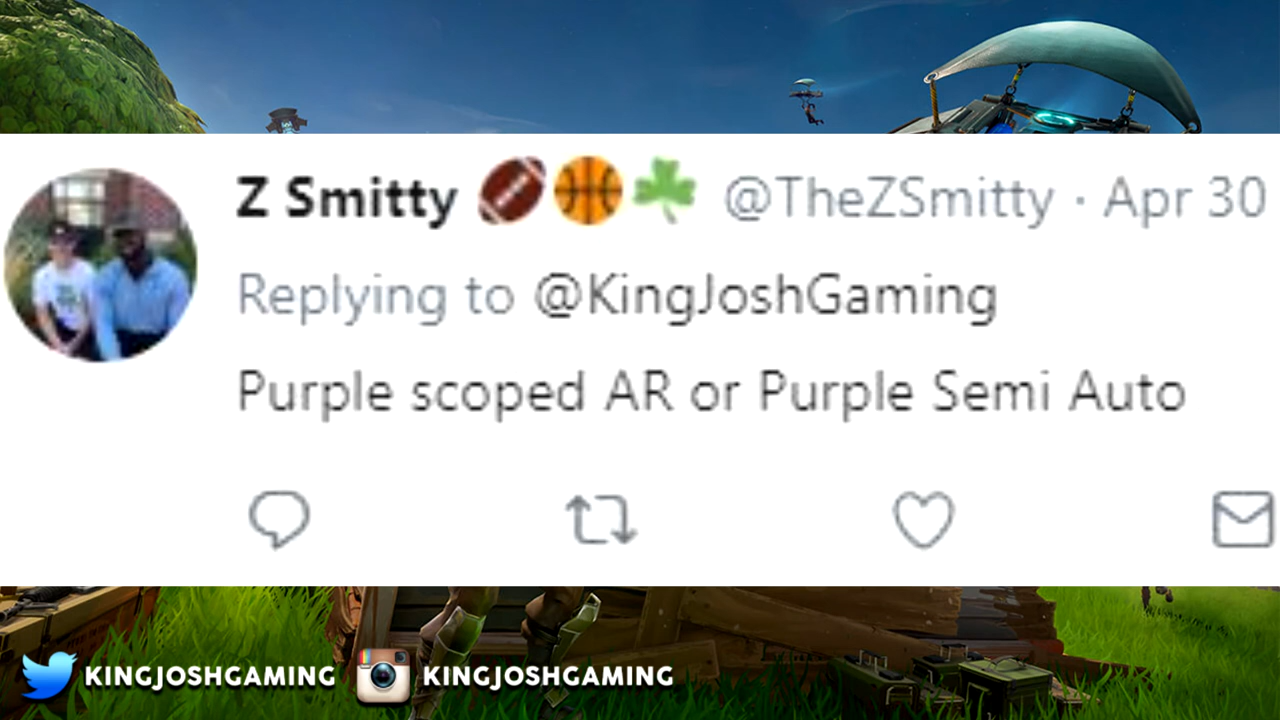 Z Smitty 🏈🏀☘️ @TheZSmitty · Apr 30
Replying to @KingJoshGaming
Purple scoped AR or Purple Semi Auto
KINGJOSHGAMING KINGJOSHGAMING